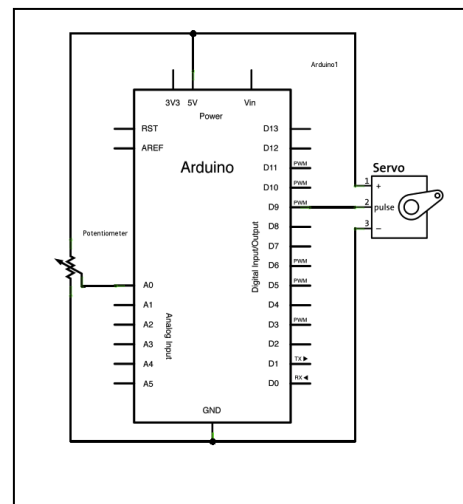 Arduino1
3V3 5V Vin
Power
RST D13
AREF D12
Arduino
D11 PWM
D10 PWM
D9 PWM
D8
D7
D6 PWM
D5 PWM
D4
D3 PWM
D2
D1 TX ▶
D0 RX ◀
Digital Input/Output
Potentiometer
A0
A1
A2
A3
A4
A5
Analog Input
GND
Servo
1 +
2 pulse
3 −